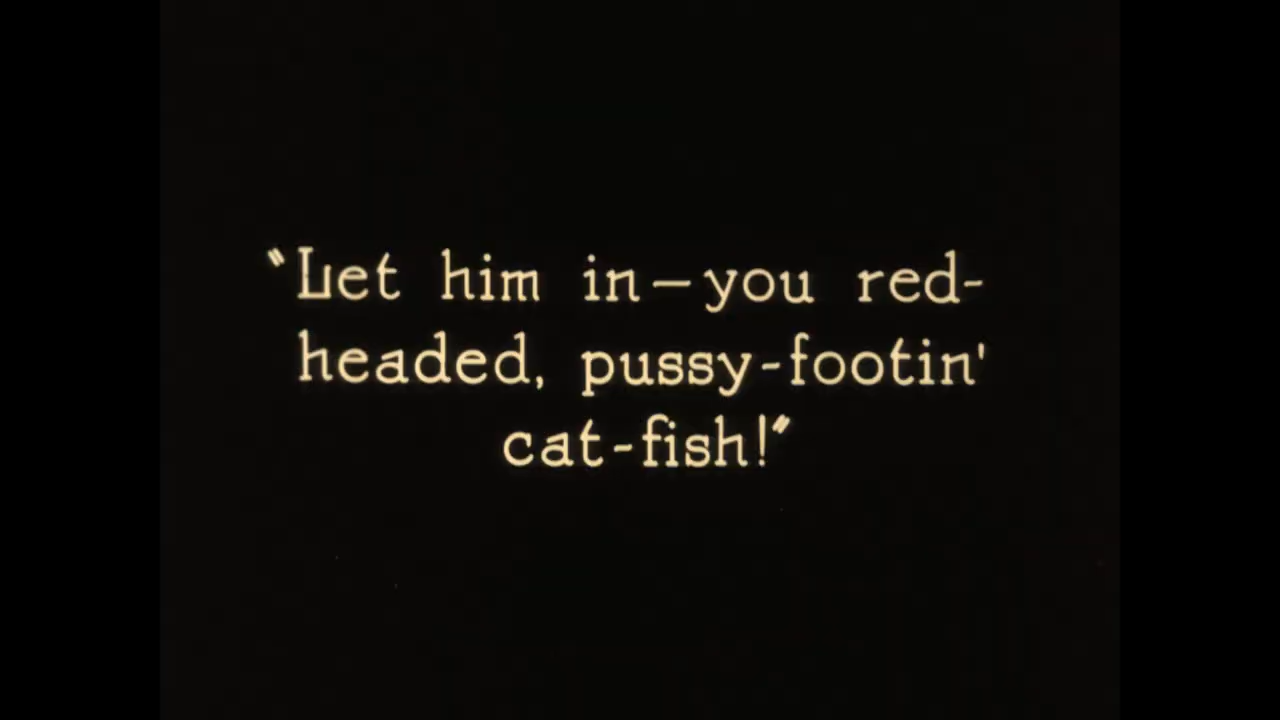 "Let him in—you red-
headed, pussy-footin'
cat-fish!"